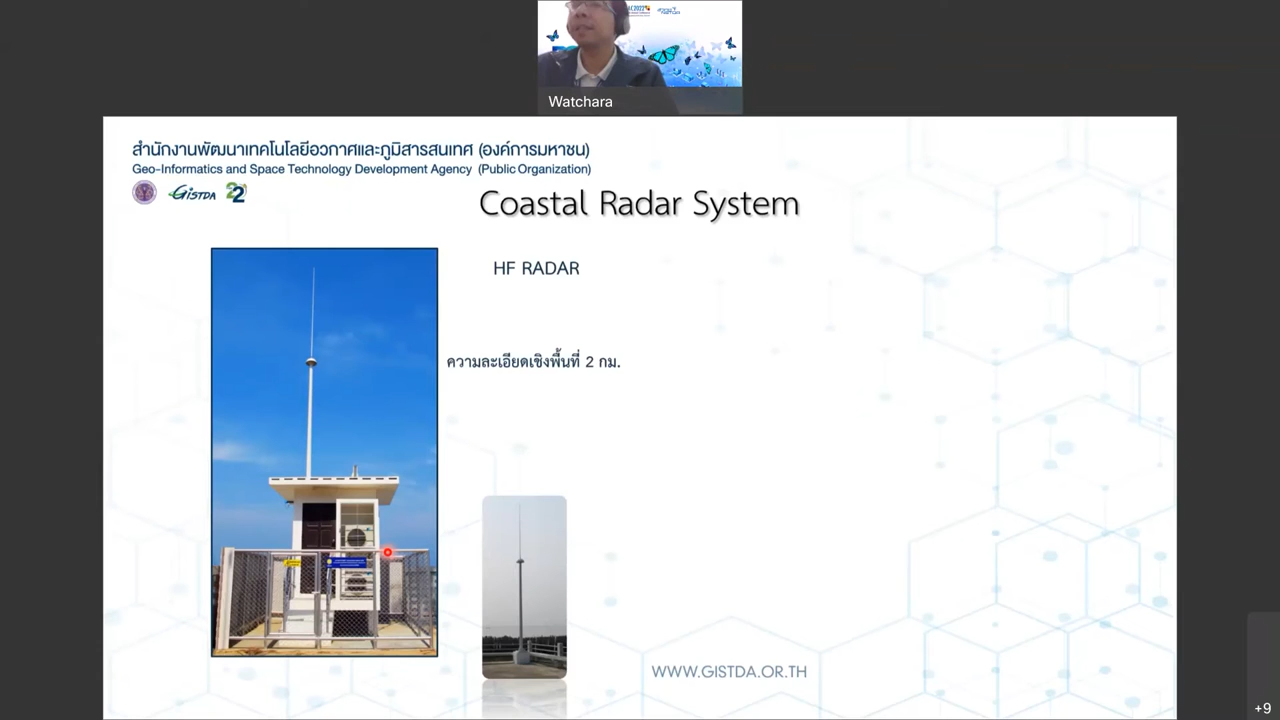 Watchara
สำนักงานพัฒนาเทคโนโลยีอวกาศและภูมิสารสนเทศ (องค์การมหาชน)
Geo-Informatics and Space Technology Development Agency (Public Organization)
GISTDA 22
Coastal Radar System
HF RADAR
ความละเอียดเชิงพื้นที่ 2 กม.
WWW.GISTDA.OR.TH
+9